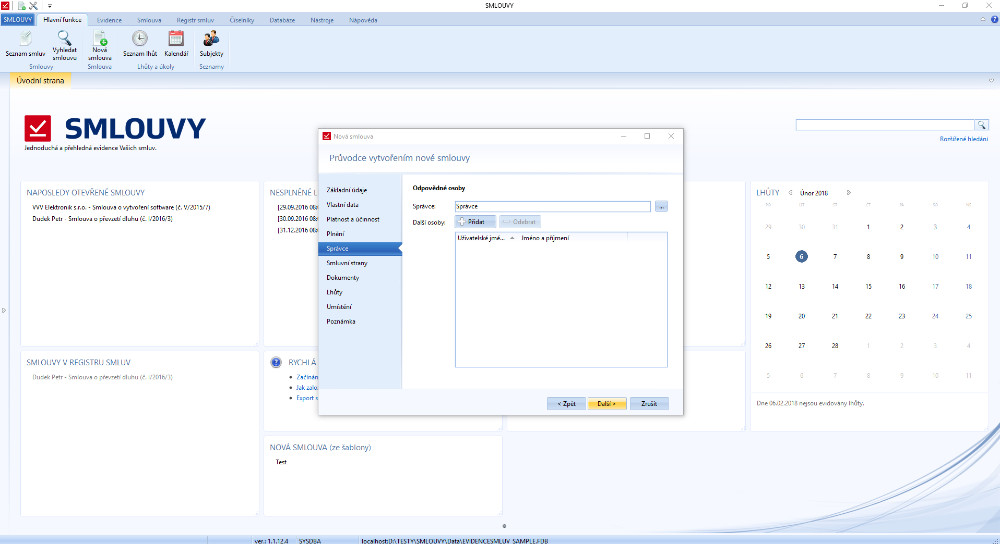 SMLOUVY
SMLOUVY Hlavní funkce Evidence Smlouva Registr smluv Číselníky Databáze Nástroje Nápověda
Seznam smluv
Vyhledat smlouvu
Nová smlouva
Seznam lhůt
Kalendář
Subjekty
Smlouvy Smlouva Lhůty a úkoly Seznamy
Úvodní strana
SMLOUVY
Jednoduchá a přehledná evidence Vašich smluv.
Rozšířené hledání
NAPOSLEDY OTEVŘENÉ SMLOUVY
VVV Elektronik s.r.o. - Smlouva o vytvoření software (č. V/2015/7)
Dudek Petr - Smlouva o převzetí dluhu (č. I/2016/3)
NESPLNĚNÉ L
[29.09.2016 08:
[30.09.2016 08:
[31.12.2016 08:
Nová smlouva
Průvodce vytvořením nové smlouvy
Základní údaje
Vlastní data
Platnost a účinnost
Plnění
Správce
Smluvní strany
Dokumenty
Lhůty
Umístění
Poznámka
Odpovědné osoby
Správce: Správce ...
Další osoby: Přidat Odebrat
Uživatelské jmé... Jméno a příjmení
< Zpět Další > Zrušit
LHŮTY Únor 2018
PO ÚT ST ČT PÁ SO NE
29 30 31 1 2 3 4
5 6 7 8 9 10 11
12 13 14 15 16 17 18
19 20 21 22 23 24 25
26 27 28 1 2 3 4
5 6 7 8 9 10 11
Dne 06.02.2018 nejsou evidovány lhůty.
SMLOUVY V REGISTRU SMLUV
Dudek Petr - Smlouva o převzetí dluhu (č. I/2016/3)
? RYCHLÁ
Začínán
Jak zalo
Export s
NOVÁ SMLOUVA (ze šablony)
Test
ver.: 1.1.12.4 SYSDBA localhost:D:\TESTY\SMLOUVY\Data\EVIDENCESMLUV_SAMPLE.FDB